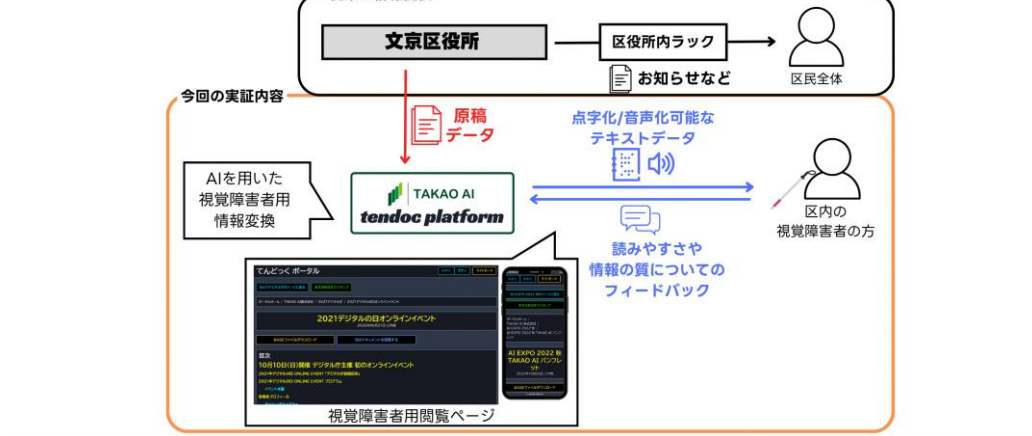 文京区役所
区役所内ラック
お知らせなど
区民全体
今回の実証内容
原稿
データ
点字化/音声化可能な
テキストデータ
AIを用いた
視覚障害者用
情報変換
TAKAO AI
tendoc platform
区内の
視覚障害者の方
読みやすさや
情報の質についての
フィードバック
てんどっく ポータル
2021デジタルの日オンラインイベント
目次
10月10日(日)開催 デジタル庁主催 初のオンラインイベント
AI EXPO 2022 秋
TAKAO AI パンフレ
ット
視覚障害者用閲覧ページ